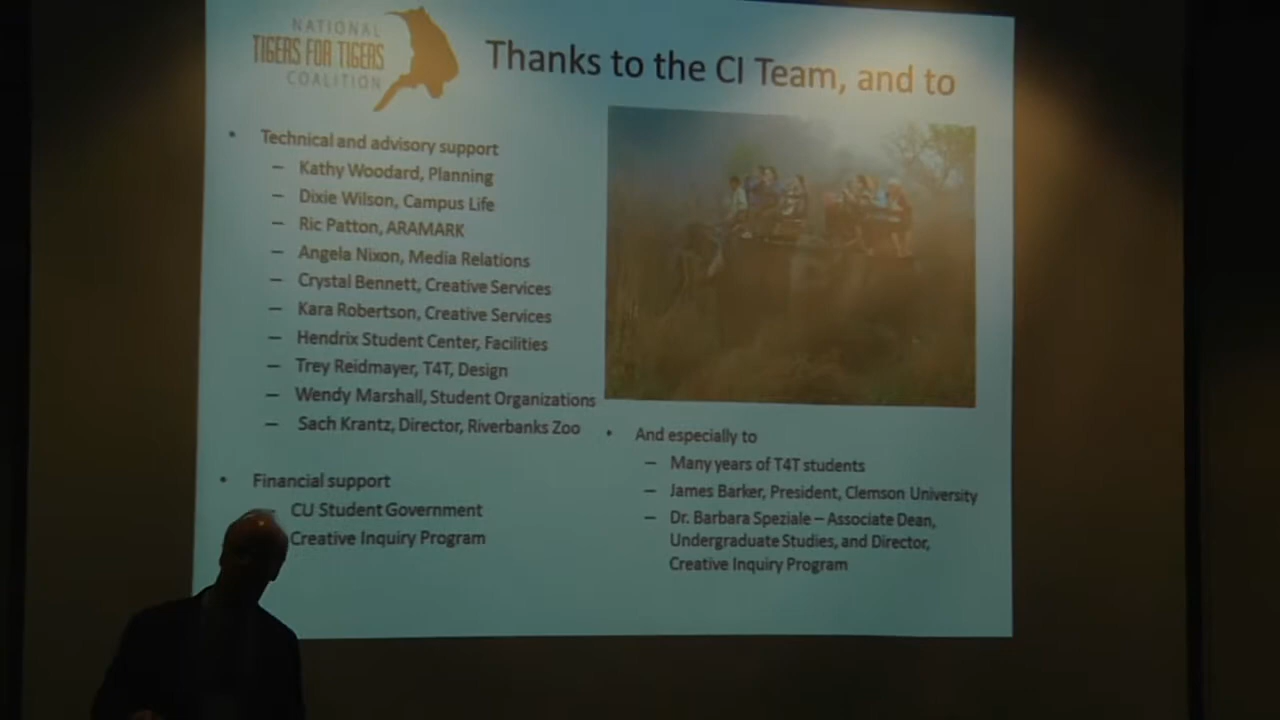 NATIONAL
TIGERS FOR TIGERS
COALITION
Thanks to the CI Team, and to
• Technical and advisory support
– Kathy Woodard, Planning
– Dixie Wilson, Campus Life
– Ric Patton, ARAMARK
– Angela Nixon, Media Relations
– Crystal Bennett, Creative Services
– Kara Robertson, Creative Services
– Hendrix Student Center, Facilities
– Trey Reidmayer, T4T, Design
– Wendy Marshall, Student Organizations
– Sach Krantz, Director, Riverbanks Zoo
• Financial support
CU Student Government
Creative Inquiry Program
• And especially to
– Many years of T4T students
– James Barker, President, Clemson University
– Dr. Barbara Speziale – Associate Dean,
Undergraduate Studies, and Director,
Creative Inquiry Program